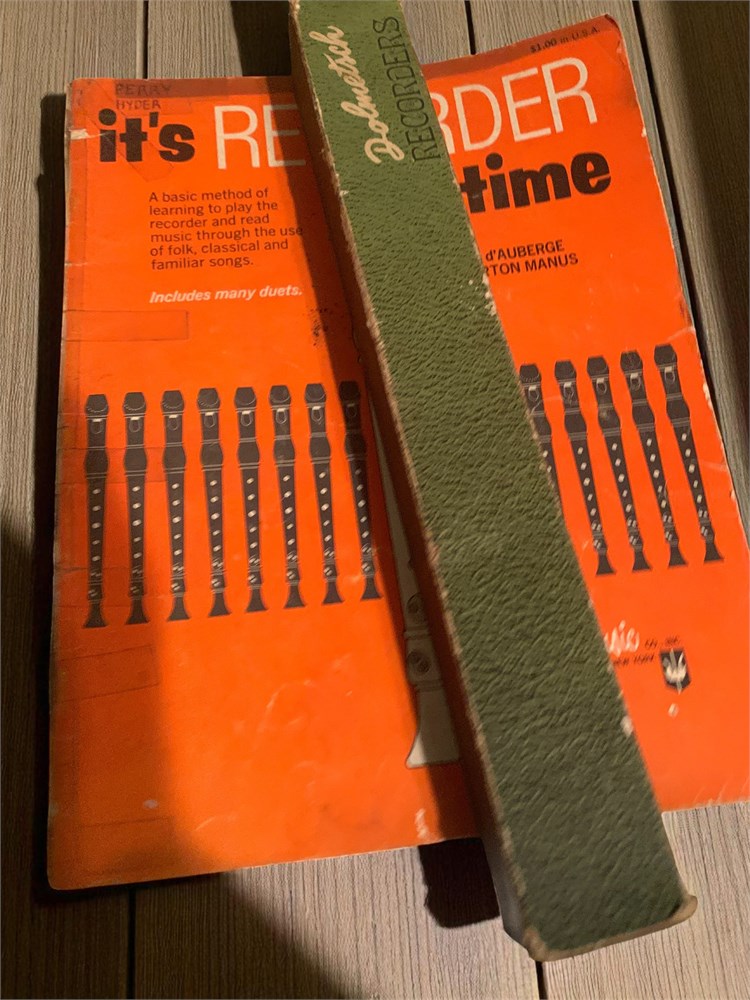 $1.00 in U.S.A.
PERRY
HYDER
it's RE RDER
time
Dolmetsch
RECORDERS
A basic method of
learning to play the
recorder and read
music through the use
of folk, classical and
familiar songs.
Includes many duets.
d'AUBERGE
RTON MANUS